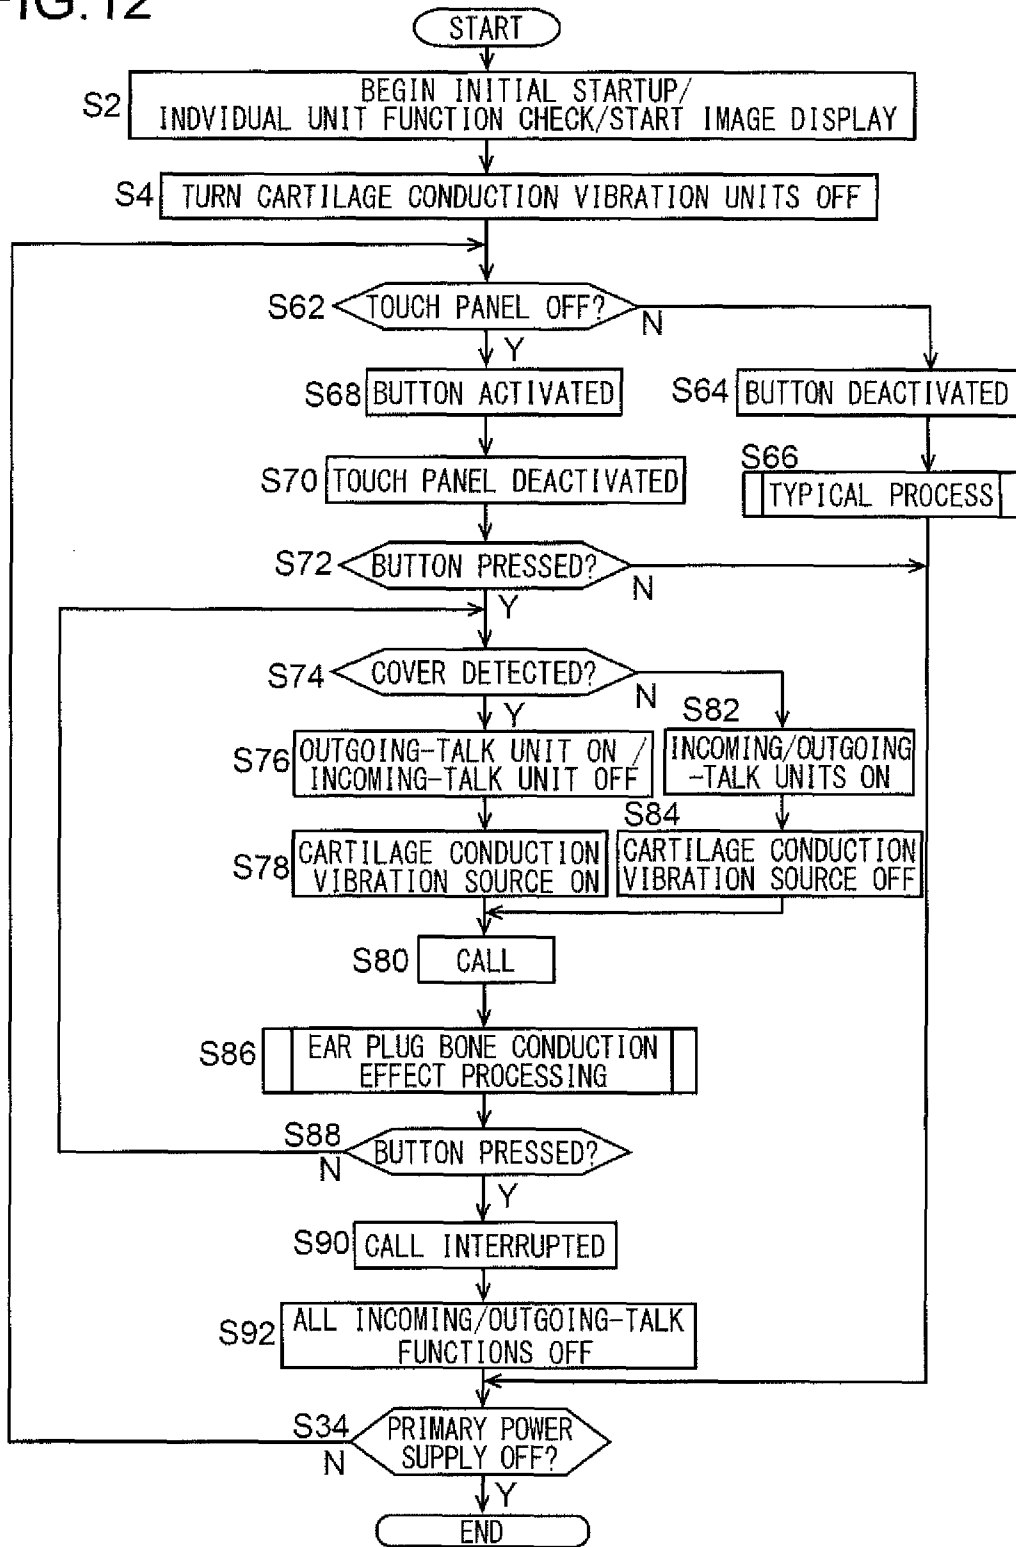 FIG.12
START
S2
BEGIN INITIAL STARTUP/
INDVIDUAL UNIT FUNCTION CHECK/START IMAGE DISPLAY
S4
TURN CARTILAGE CONDUCTION VIBRATION UNITS OFF
S62
TOUCH PANEL OFF?
N
Y
S68
BUTTON ACTIVATED
S64
BUTTON DEACTIVATED
S66
TYPICAL PROCESS
S70
TOUCH PANEL DEACTIVATED
S72
BUTTON PRESSED?
N
Y
S74
COVER DETECTED?
N
Y
S76
OUTGOING-TALK UNIT ON /
INCOMING-TALK UNIT OFF
S82
INCOMING/OUTGOING
-TALK UNITS ON
S78
CARTILAGE CONDUCTION
VIBRATION SOURCE ON
S84
CARTILAGE CONDUCTION
VIBRATION SOURCE OFF
S80
CALL
S86
EAR PLUG BONE CONDUCTION
EFFECT PROCESSING
S88
BUTTON PRESSED?
N
Y
S90
CALL INTERRUPTED
S92
ALL INCOMING/OUTGOING-TALK
FUNCTIONS OFF
S34
PRIMARY POWER
SUPPLY OFF?
N
Y
END